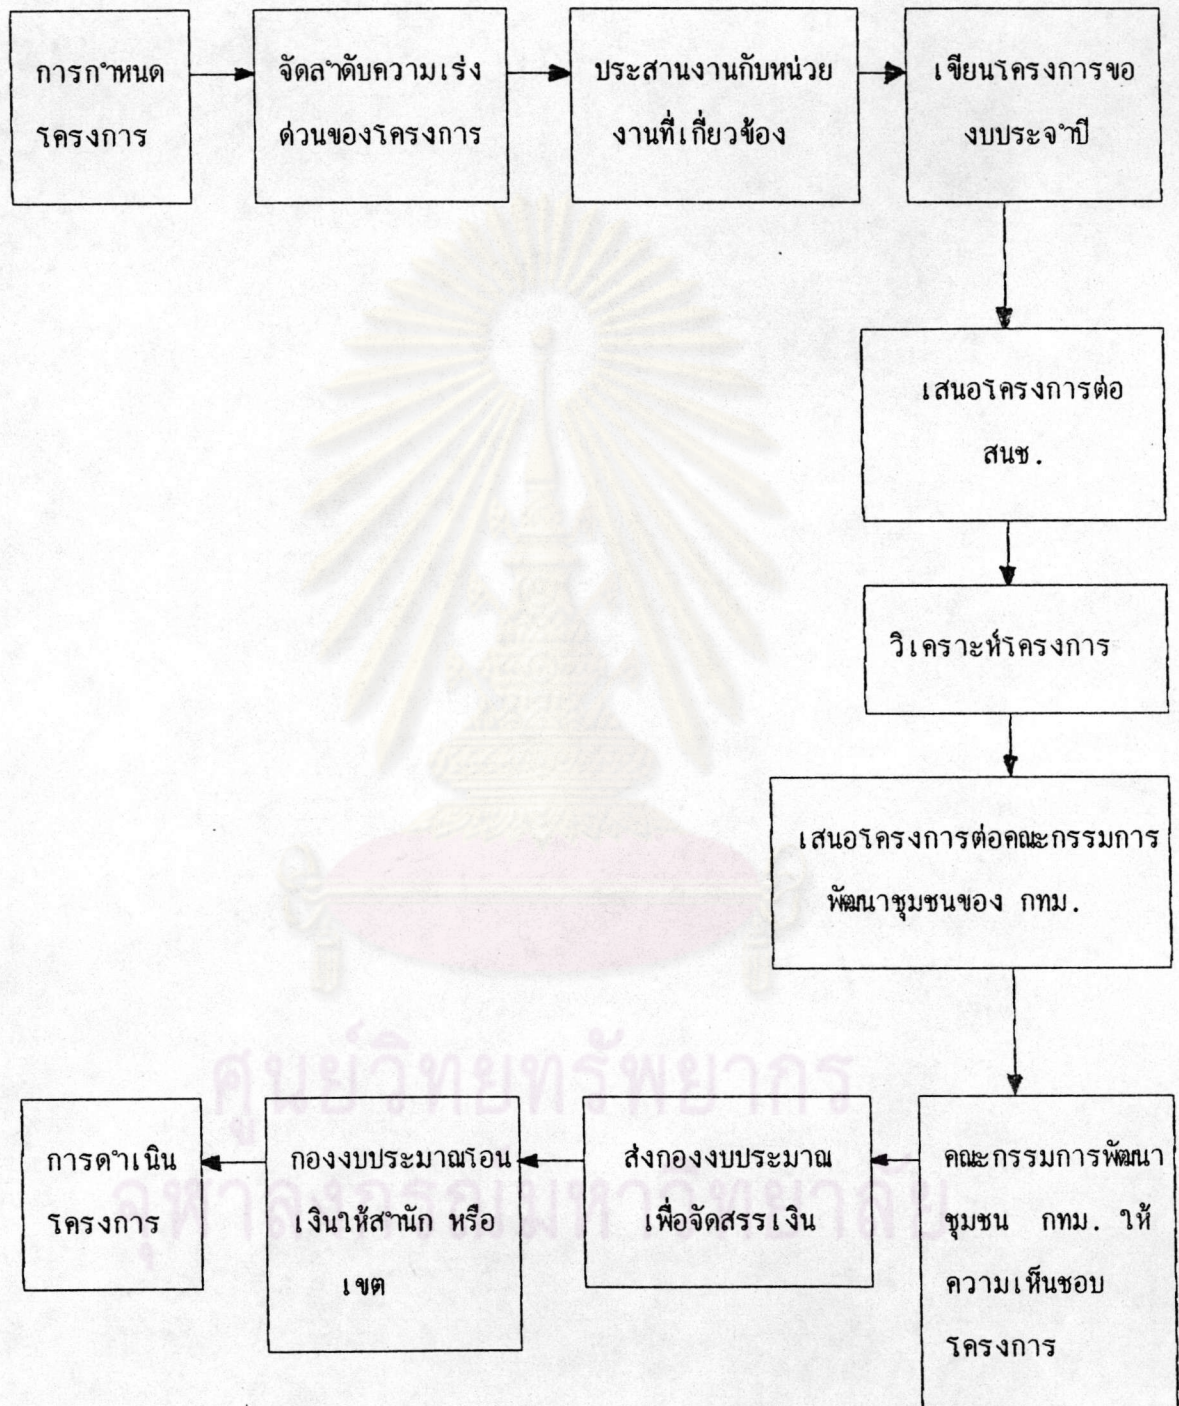 การกำหนด
โครงการ
จัดลำดับความเร่ง
ด่วนของโครงการ
ประสานงานกับหน่วย
งานที่เกี่ยวข้อง
เขียนโครงการขอ
งบประจำปี
เสนอโครงการต่อ
สนช.
วิเคราะห์โครงการ
เสนอโครงการต่อคณะกรรมการ
พัฒนาชุมชนของ กทม.
คณะกรรมการพัฒนา
ชุมชน กทม. ให้
ความเห็นชอบ
โครงการ
ส่งกองงบประมาณ
เพื่อจัดสรรเงิน
กองงบประมาณโอน
เงินให้สำนัก หรือ
เขต
การดำเนิน
โครงการ
ศูนย์วิทยทรัพยากร
จุฬาลงกรณ์มหาวิทยาลัย